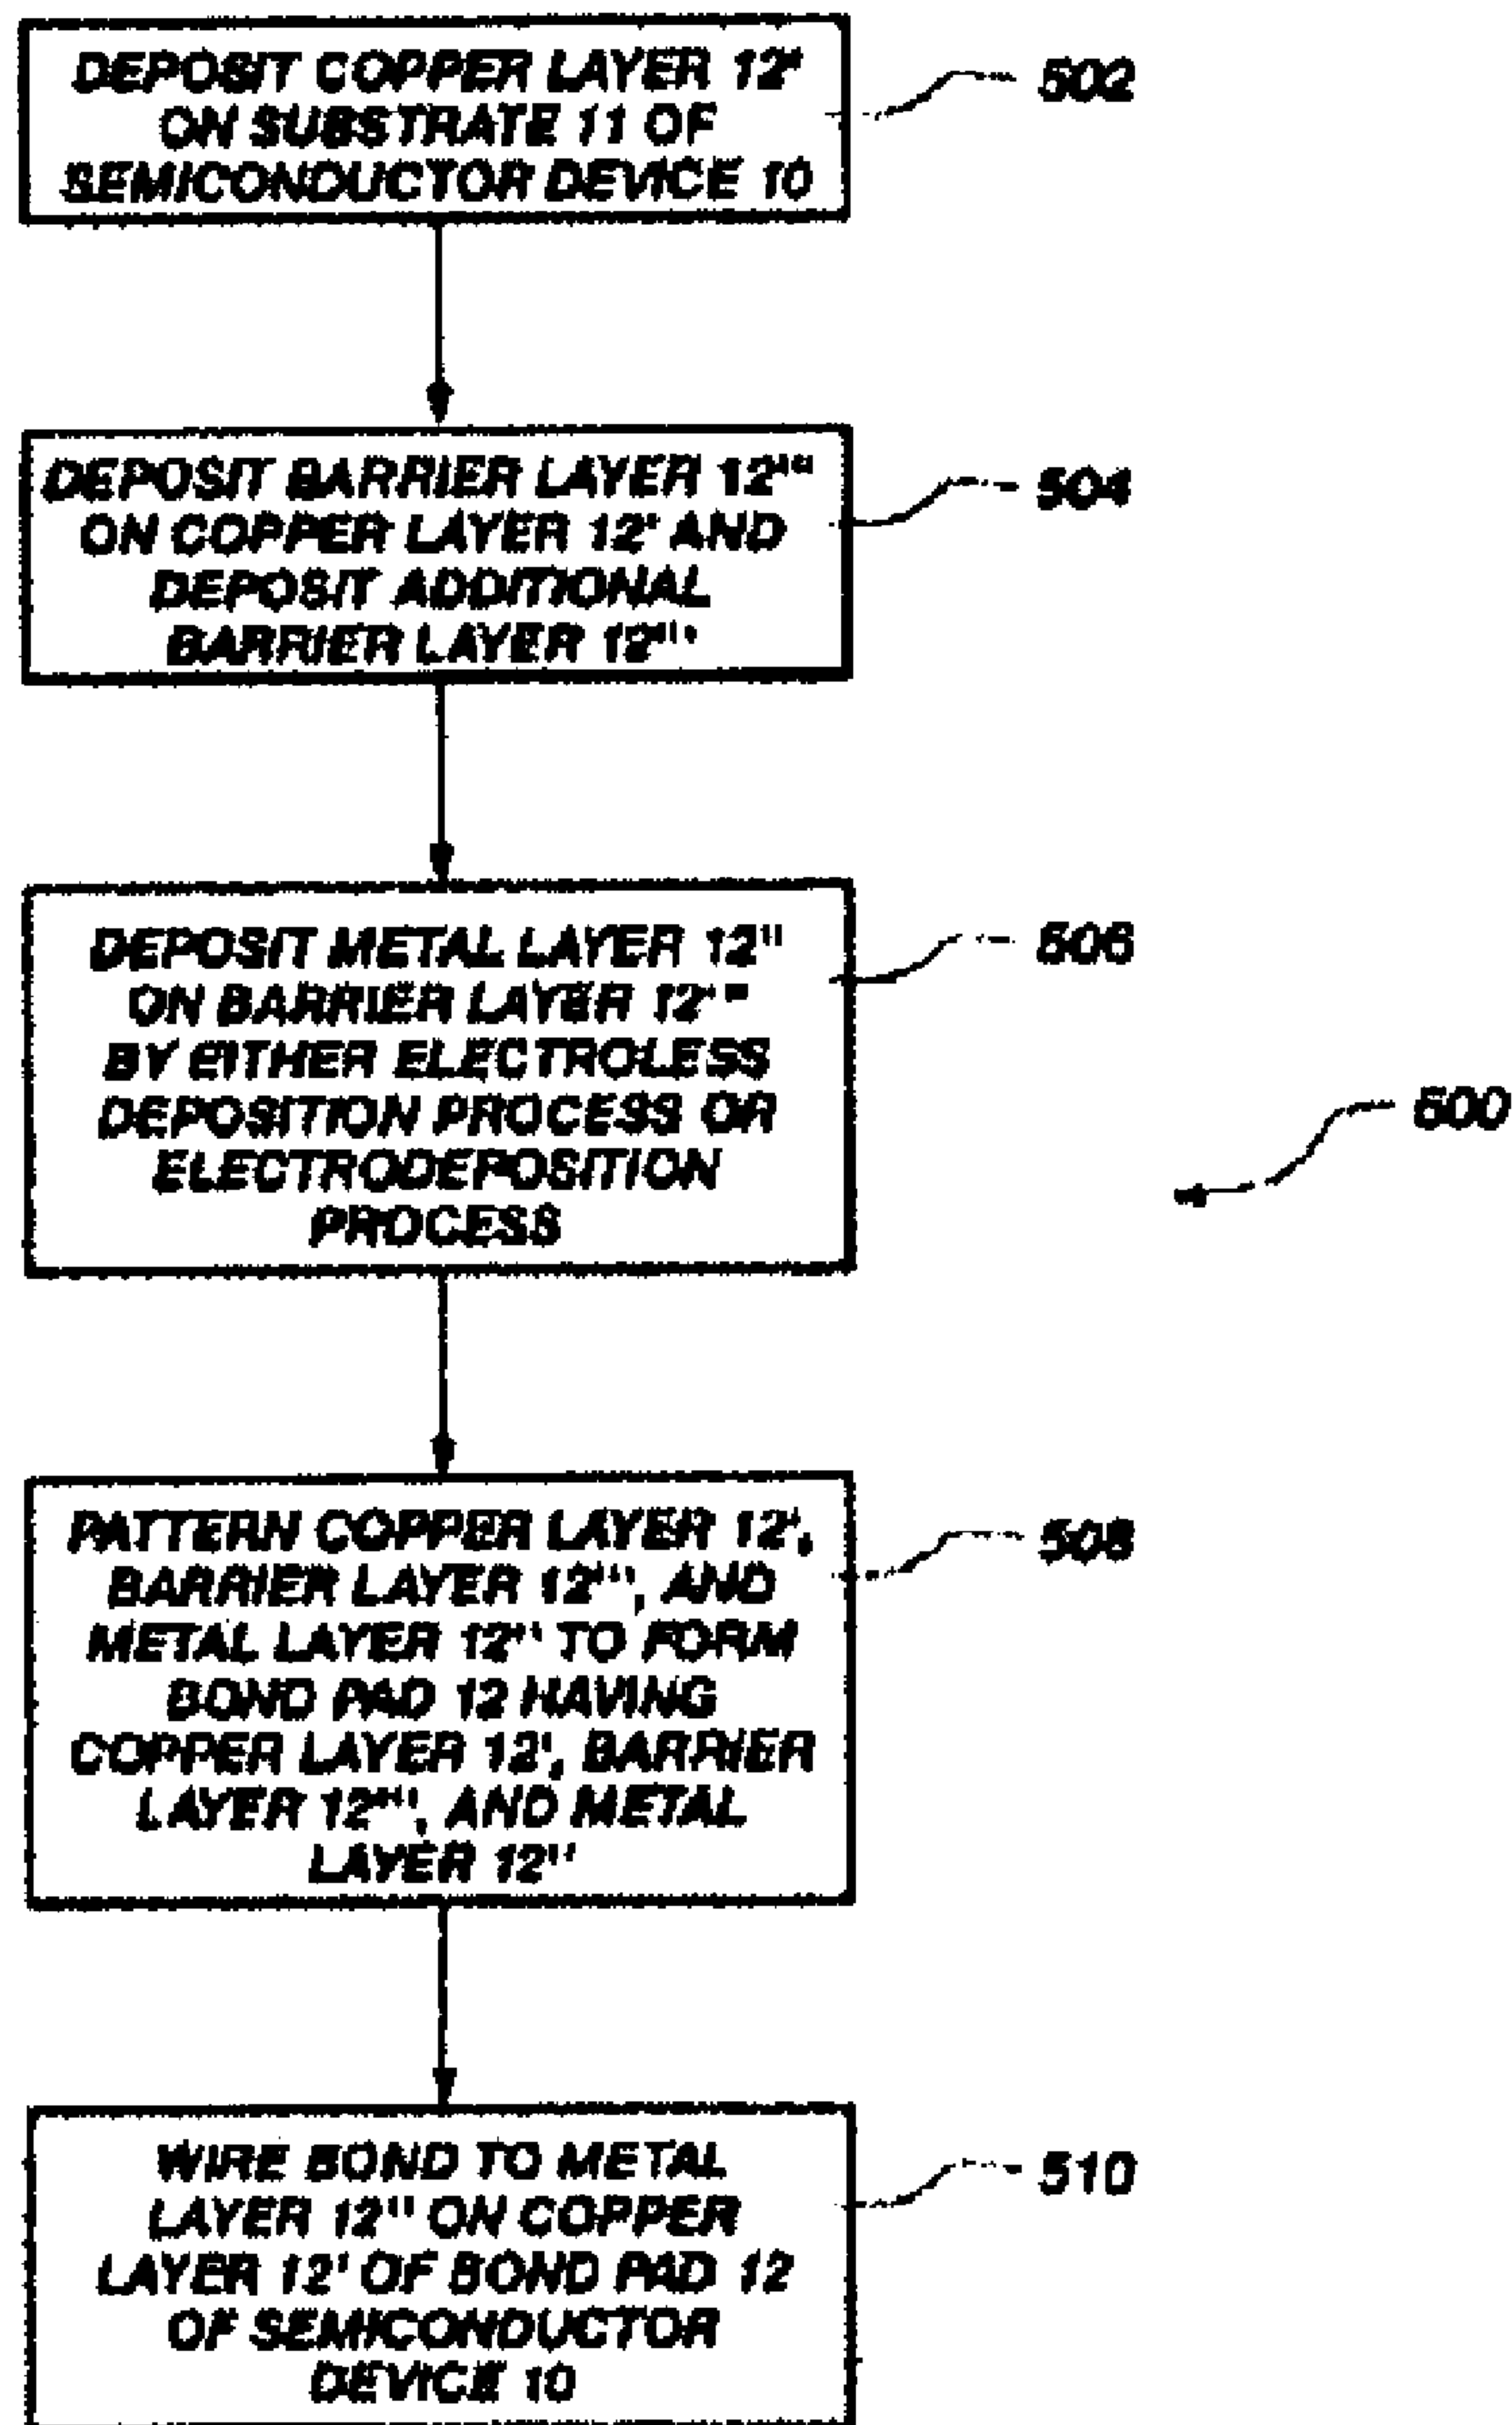 DEPOSIT COPPER LAYER 12'
ON SUBSTRATE 11 OF
SEMICONDUCTOR DEVICE 10
502
DEPOSIT BARRIER LAYER 12'''
ON COPPER LAYER 12' AND
DEPOSIT ADDITIONAL
BARRIER LAYER 12'''
504
DEPOSIT METAL LAYER 12''
ON BARRIER LAYER 12'''
BY EITHER ELECTROLESS
DEPOSITION PROCESS OR
ELECTRODEPOSITION
PROCESS
506
500
PATTERN COPPER LAYER 12',
BARRIER LAYER 12''', AND
METAL LAYER 12'' TO FORM
BOND PAD 12 HAVING
COPPER LAYER 12', BARRIER
LAYER 12''', AND METAL
LAYER 12''
508
WIRE BOND TO METAL
LAYER 12'' ON COPPER
LAYER 12' OF BOND PAD 12
OF SEMICONDUCTOR
DEVICE 10
510